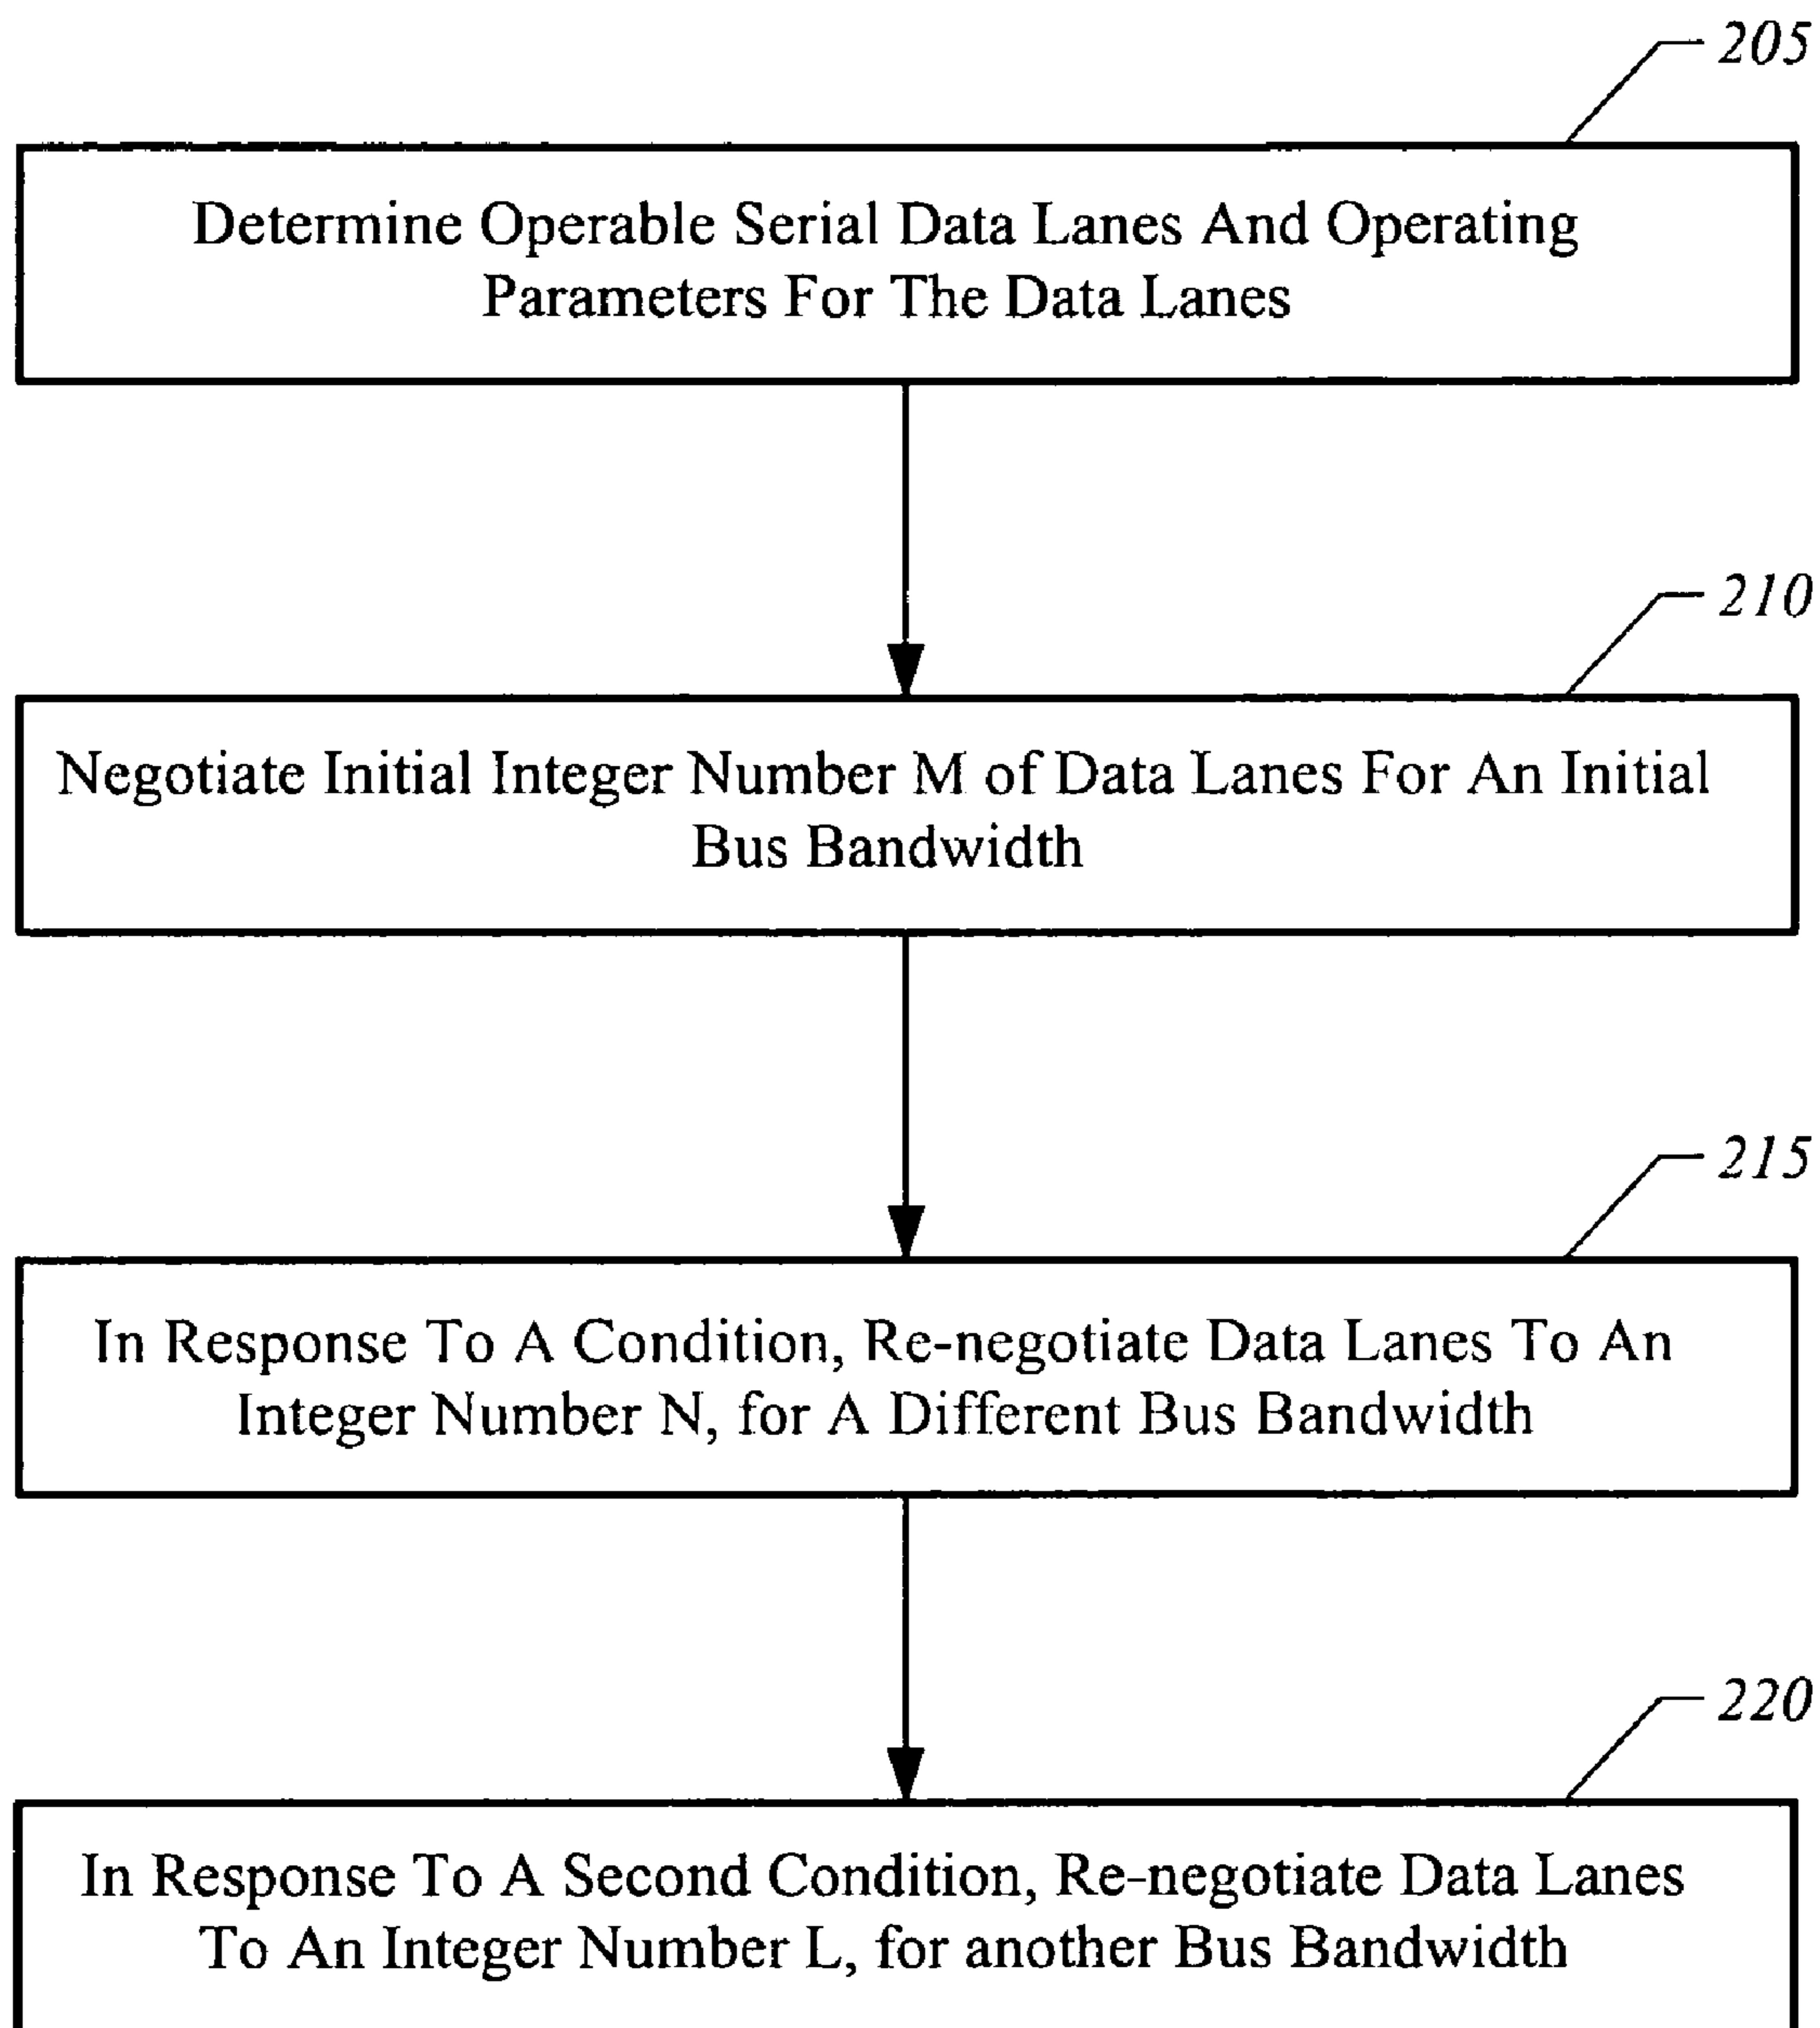 205
Determine Operable Serial Data Lanes And Operating
Parameters For The Data Lanes
210
Negotiate Initial Integer Number M of Data Lanes For An Initial
Bus Bandwidth
215
In Response To A Condition, Re-negotiate Data Lanes To An
Integer Number N, for A Different Bus Bandwidth
220
In Response To A Second Condition, Re-negotiate Data Lanes
To An Integer Number L, for another Bus Bandwidth